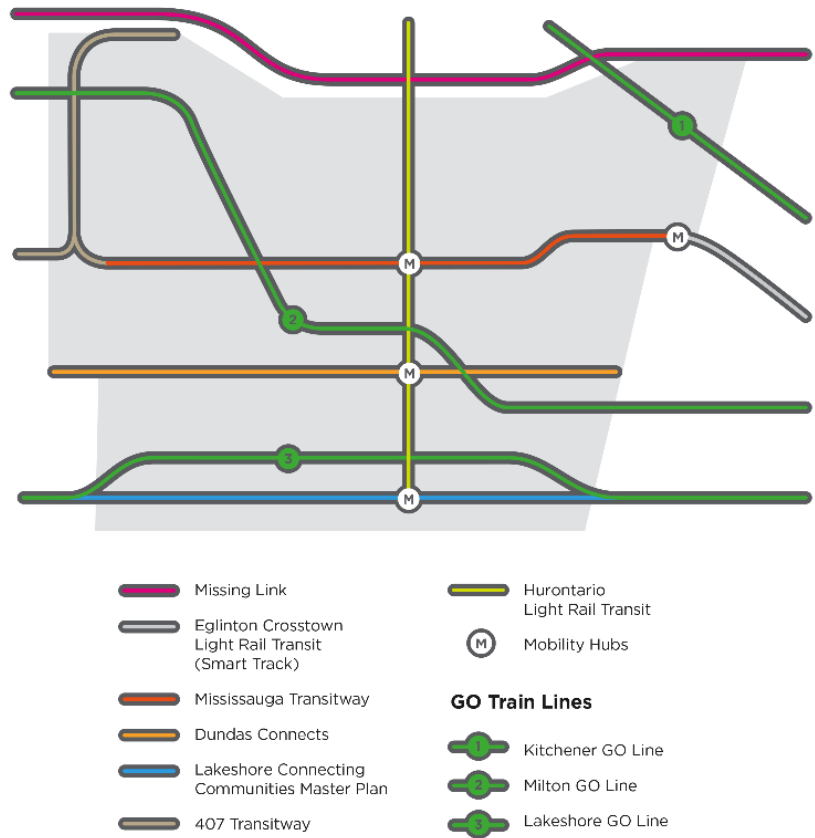 1
M
2
M
M
3
M
Missing Link
Eglinton Crosstown
Light Rail Transit
(Smart Track)
Mississauga Transitway
Dundas Connects
Lakeshore Connecting
Communities Master Plan
407 Transitway
Hurontario
Light Rail Transit
M
Mobility Hubs
GO Train Lines
1
Kitchener GO Line
2
Milton GO Line
3
Lakeshore GO Line